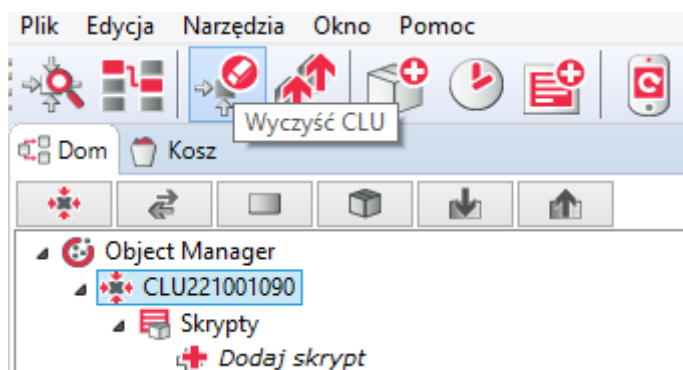 Plik Edycja Narzędzia Okno Pomoc
Wyczyść CLU
Dom Kosz
Object Manager
CLU221001090
Skrypty
Dodaj skrypt